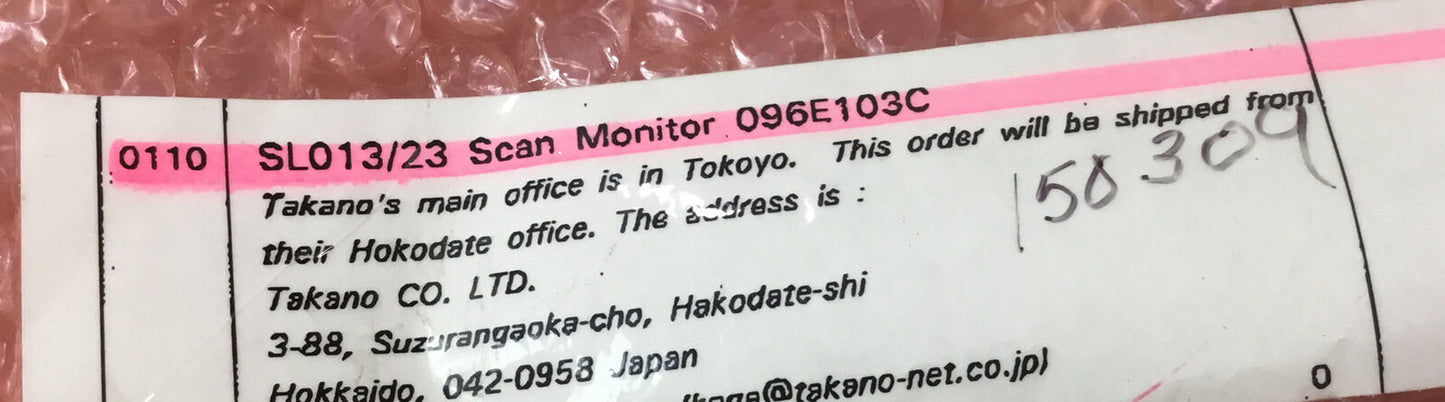 0110 SL013/23 Scan Monitor 096E103C
Takano's main office is in Tokoyo. This order will be shipped from
their Hokodate office. The address is :
150309
Takano CO. LTD.
3-88, Suzurangaoka-cho, Hakodate-shi
Hokkaido, 042-0953 Japan
@takano-net.co.jp)
0